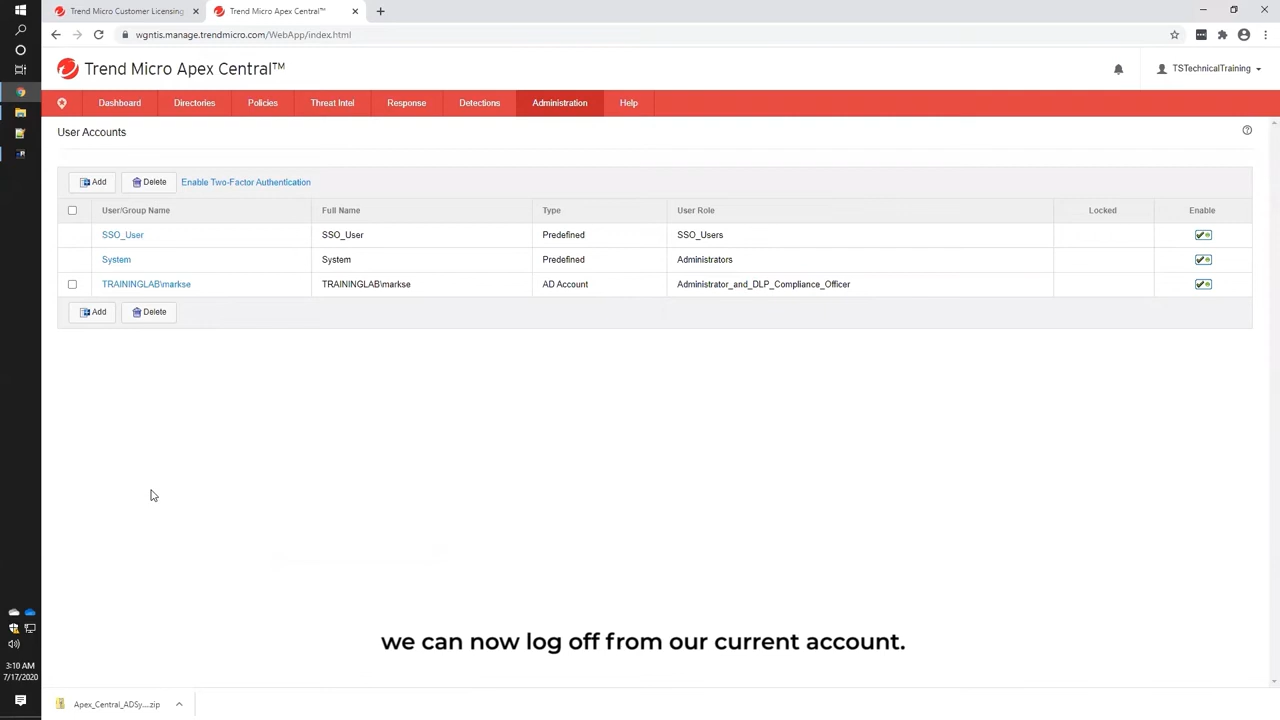 Trend Micro Customer Licensing
Trend Micro Apex Central™
wgntis.manage.trendmicro.com/WebApp/index.html
Trend Micro Apex Central™
TSTechnicalTraining
Dashboard Directories Policies Threat Intel Response Detections Administration Help
User Accounts
Add Delete Enable Two-Factor Authentication
User/Group Name Full Name Type User Role Locked Enable
SSO_User SSO_User Predefined SSO_Users
System System Predefined Administrators
TRAININGLAB\markse TRAININGLAB\markse AD Account Administrator_and_DLP_Compliance_Officer
Add Delete
we can now log off from our current account.
3:10 AM
7/17/2020
Apex_Central_ADSy....zip